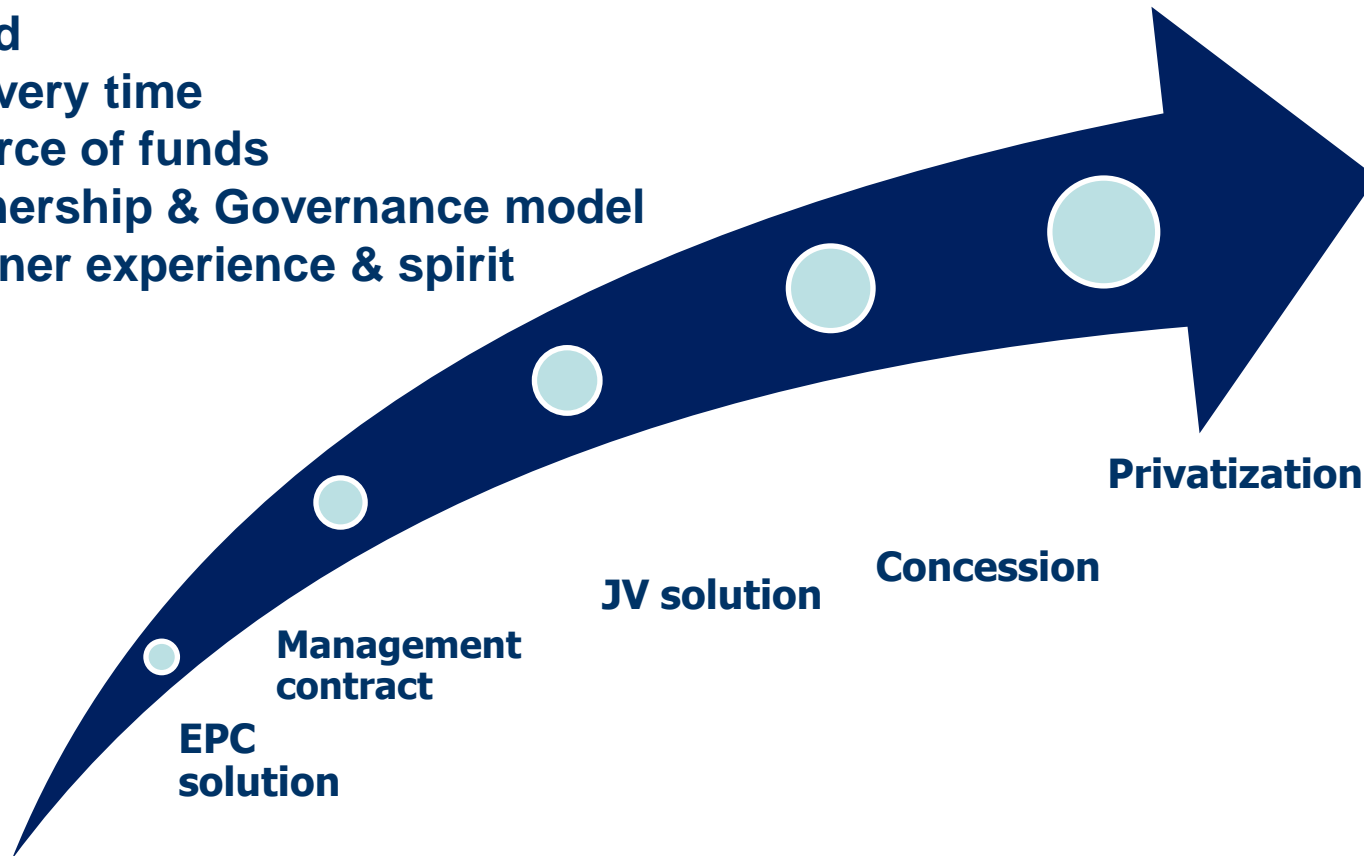 d
very time
rce of funds
nership & Governance model
ner experience & spirit
Privatization
Concession
JV solution
Management
contract
EPC
solution